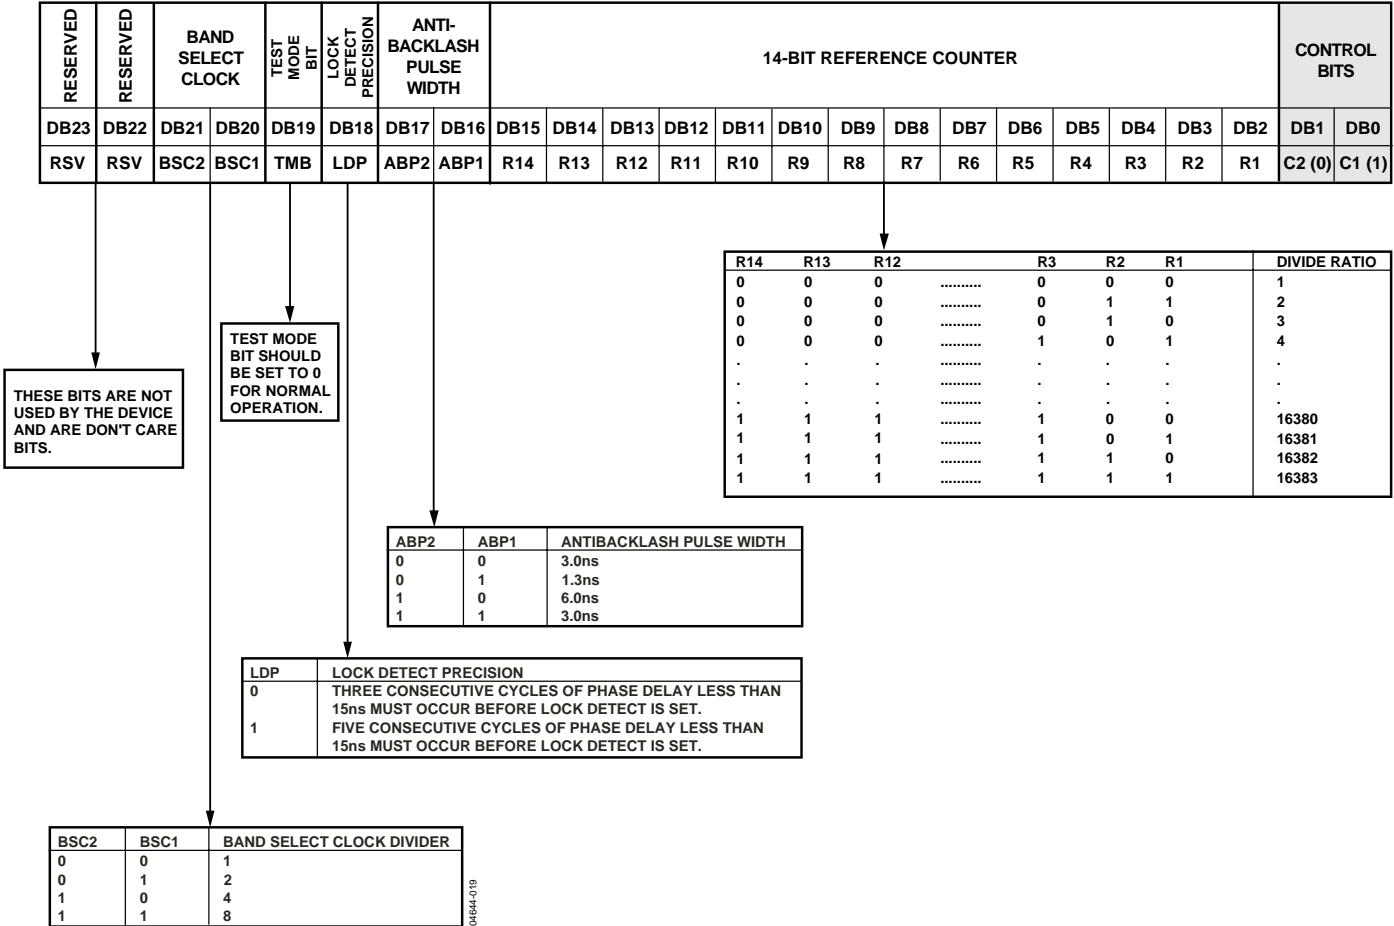 RESERVED
RESERVED
BAND
SELECT
CLOCK
TEST
MODE
BIT
LOCK
DETECT
PRECISION
ANTI-
BACKLASH
PULSE
WIDTH
14-BIT REFERENCE COUNTER
CONTROL
BITS
DB23 DB22 DB21 DB20 DB19 DB18 DB17 DB16 DB15 DB14 DB13 DB12 DB11 DB10 DB9 DB8 DB7 DB6 DB5 DB4 DB3 DB2 DB1 DB0
RSV RSV BSC2 BSC1 TMB LDP ABP2 ABP1 R14 R13 R12 R11 R10 R9 R8 R7 R6 R5 R4 R3 R2 R1 C2 (0) C1 (1)
R14 R13 R12 R3 R2 R1 DIVIDE RATIO
0 0 0 .......... 0 0 0 1
0 0 0 .......... 0 1 1 2
0 0 0 .......... 0 1 0 3
0 0 0 .......... 1 0 1 4
. . . .......... . . . .
. . . .......... . . . .
. . . .......... . . . .
1 1 1 .......... 1 0 0 16380
1 1 1 .......... 1 0 1 16381
1 1 1 .......... 1 1 0 16382
1 1 1 .......... 1 1 1 16383
TEST MODE
BIT SHOULD
BE SET TO 0
FOR NORMAL
OPERATION.
THESE BITS ARE NOT
USED BY THE DEVICE
AND ARE DON'T CARE
BITS.
ABP2 ABP1 ANTIBACKLASH PULSE WIDTH
0 0 3.0ns
0 1 1.3ns
1 0 6.0ns
1 1 3.0ns
LDP LOCK DETECT PRECISION
0 THREE CONSECUTIVE CYCLES OF PHASE DELAY LESS THAN
15ns MUST OCCUR BEFORE LOCK DETECT IS SET.
1 FIVE CONSECUTIVE CYCLES OF PHASE DELAY LESS THAN
15ns MUST OCCUR BEFORE LOCK DETECT IS SET.
BSC2 BSC1 BAND SELECT CLOCK DIVIDER
0 0 1
0 1 2
1 0 4
1 1 8
04644-019